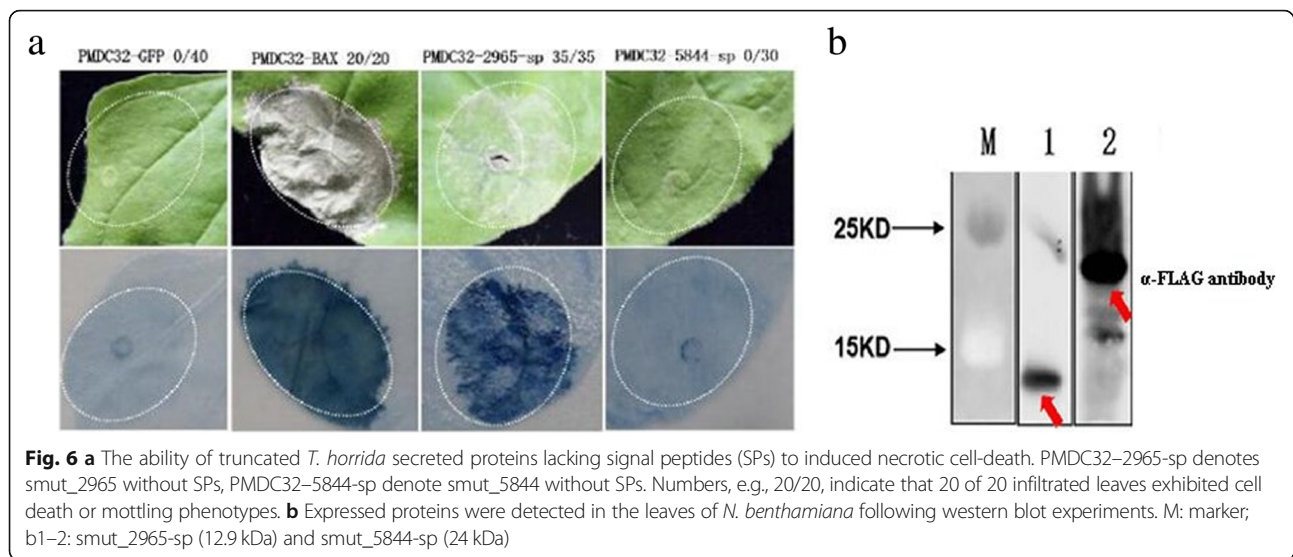 a
PMDC32-GFP 0/40 PMDC32-BAX 20/20 PMDC32-2965-sp 35/35 PMDC32-5844-sp 0/30
b
M 1 2
25KD
α-FLAG antibody
15KD
Fig. 6 a The ability of truncated T. horrida secreted proteins lacking signal peptides (SPs) to induced necrotic cell-death. PMDC32–2965-sp denotes
smut_2965 without SPs, PMDC32–5844-sp denote smut_5844 without SPs. Numbers, e.g., 20/20, indicate that 20 of 20 infiltrated leaves exhibited cell
death or mottling phenotypes. b Expressed proteins were detected in the leaves of N. benthamiana following western blot experiments. M: marker;
b1–2: smut_2965-sp (12.9 kDa) and smut_5844-sp (24 kDa)